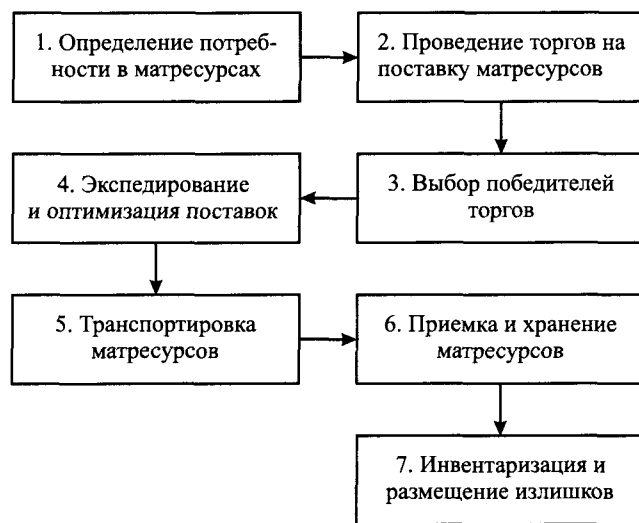 1. Определение потреб-
ности в матресурсах
2. Проведение торгов на
поставку матресурсов
3. Выбор победителей
торгов
4. Экспедирование
и оптимизация поставок
5. Транспортировка
матресурсов
6. Приемка и хранение
матресурсов
7. Инвентаризация и
размещение излишков